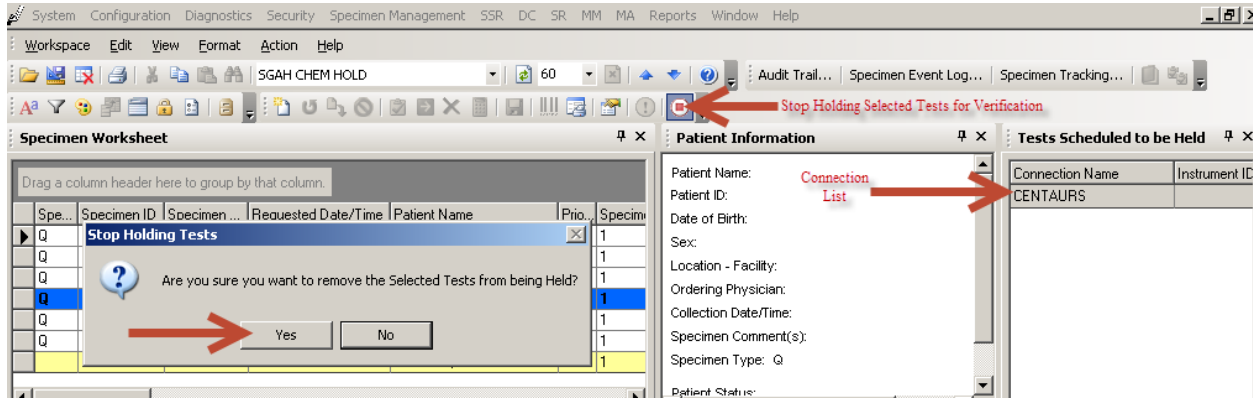 System Configuration Diagnostics Security Specimen Management SSR DC SR MM MA Reports Window Help
Workspace Edit View Format Action Help
SGAH CHEM HOLD 60 Audit Trail... Specimen Event Log... Specimen Tracking...
Stop Holding Selected Tests for Verification
Specimen Worksheet Patient Information Tests Scheduled to be Held
Drag a column header here to group by that column.
Spe... Specimen ID Specimen ... Requested Date/Time Patient Name Prio... Specim
Q 1
Q 1
Q 1
Q 1
Q 1
Q 1
1
Stop Holding Tests
Are you sure you want to remove the Selected Tests from being Held?
Yes No
Patient Name:
Patient ID:
Date of Birth:
Sex:
Location - Facility:
Ordering Physician:
Collection Date/Time:
Specimen Comment(s):
Specimen Type: Q
Patient Status:
Connection
List
Connection Name Instrument ID
CENTAURS